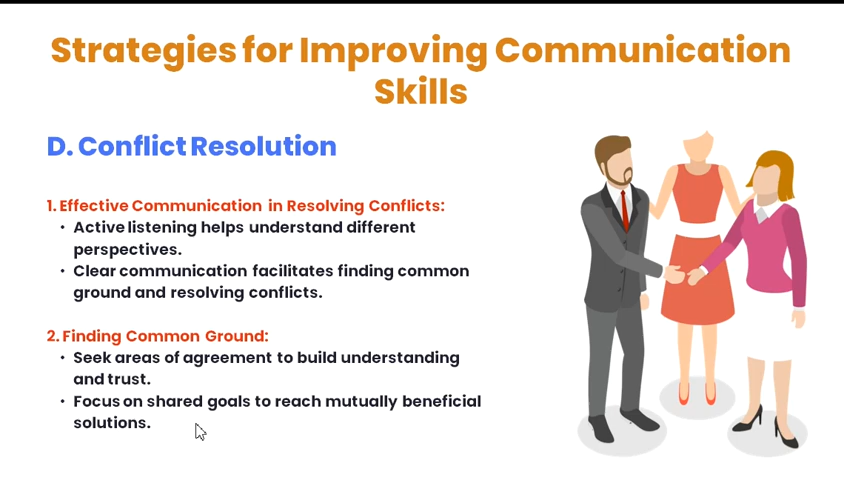 Strategies for Improving Communication
Skills
D. Conflict Resolution
1. Effective Communication in Resolving Conflicts:
• Active listening helps understand different
perspectives.
• Clear communication facilitates finding common
ground and resolving conflicts.
2. Finding Common Ground:
• Seek areas of agreement to build understanding
and trust.
• Focus on shared goals to reach mutually beneficial
solutions.